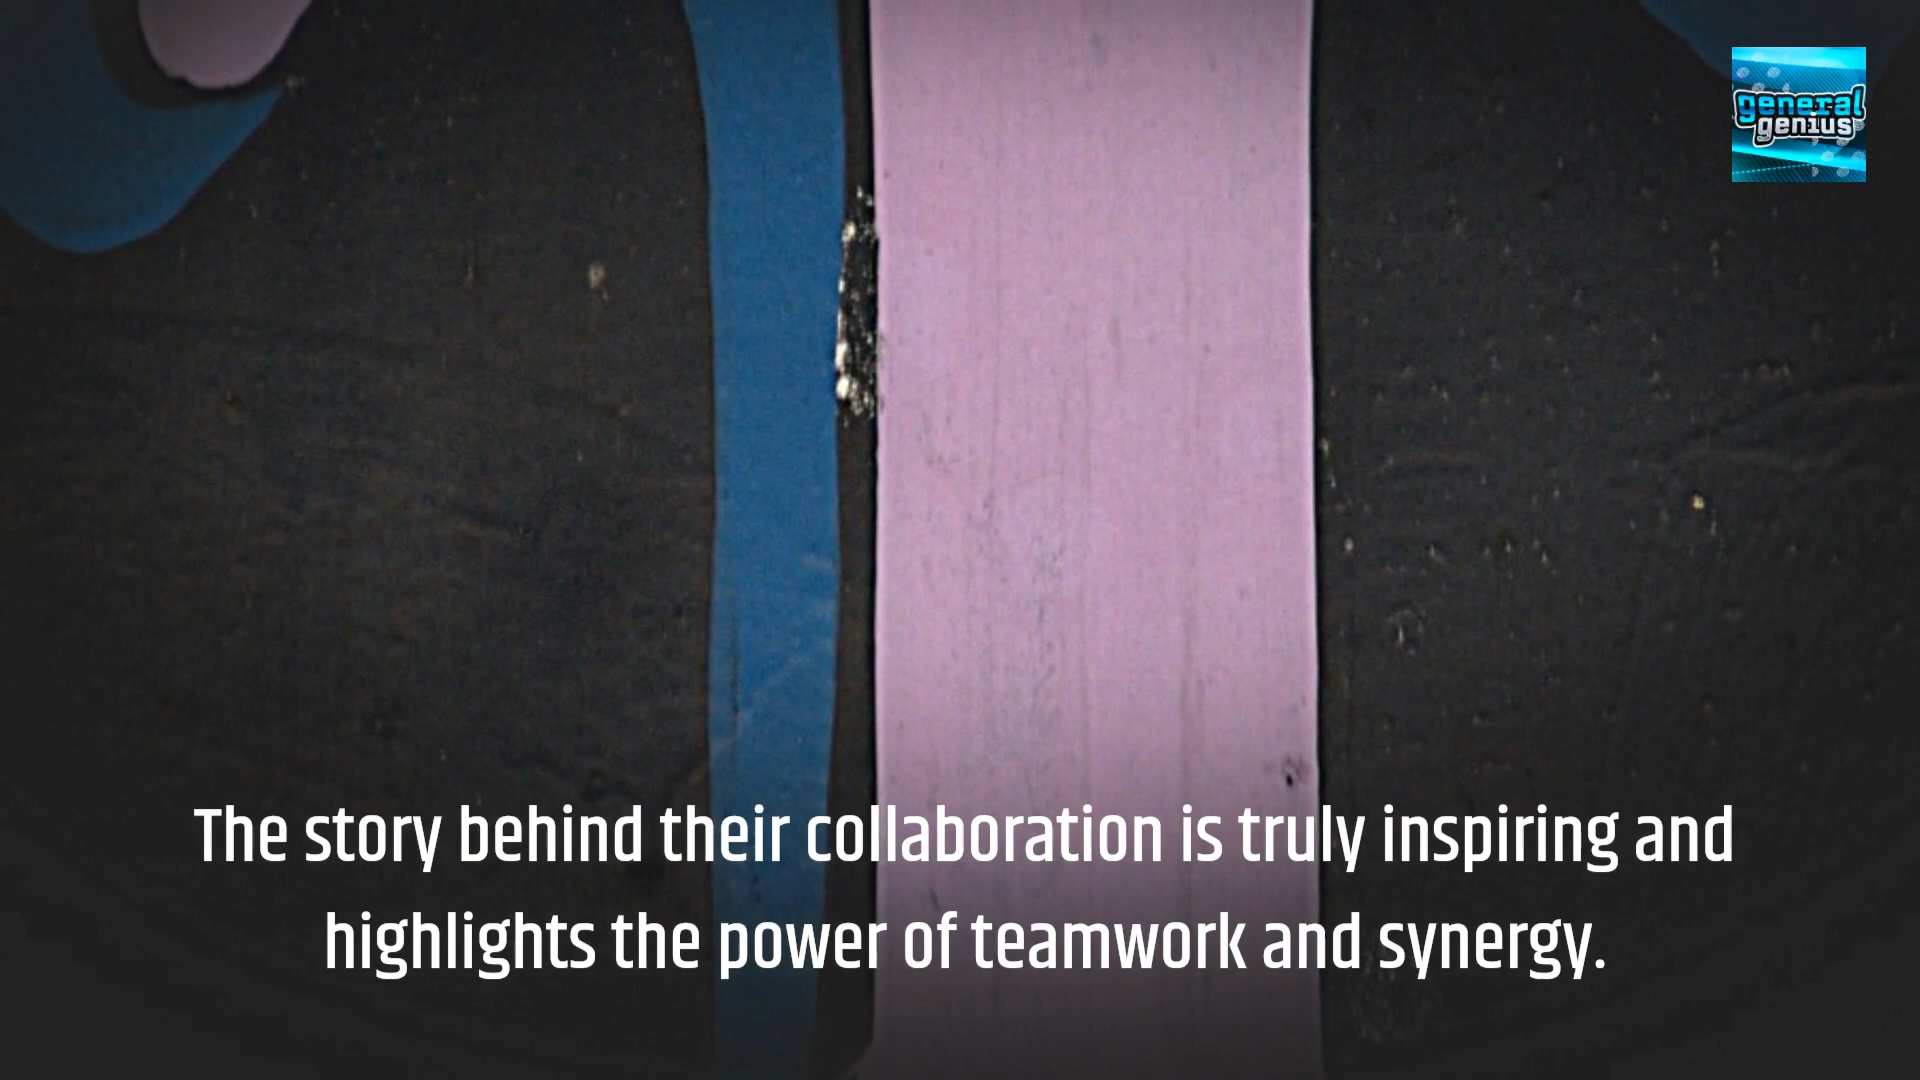 general
genius
The story behind their collaboration is truly inspiring and
highlights the power of teamwork and synergy.